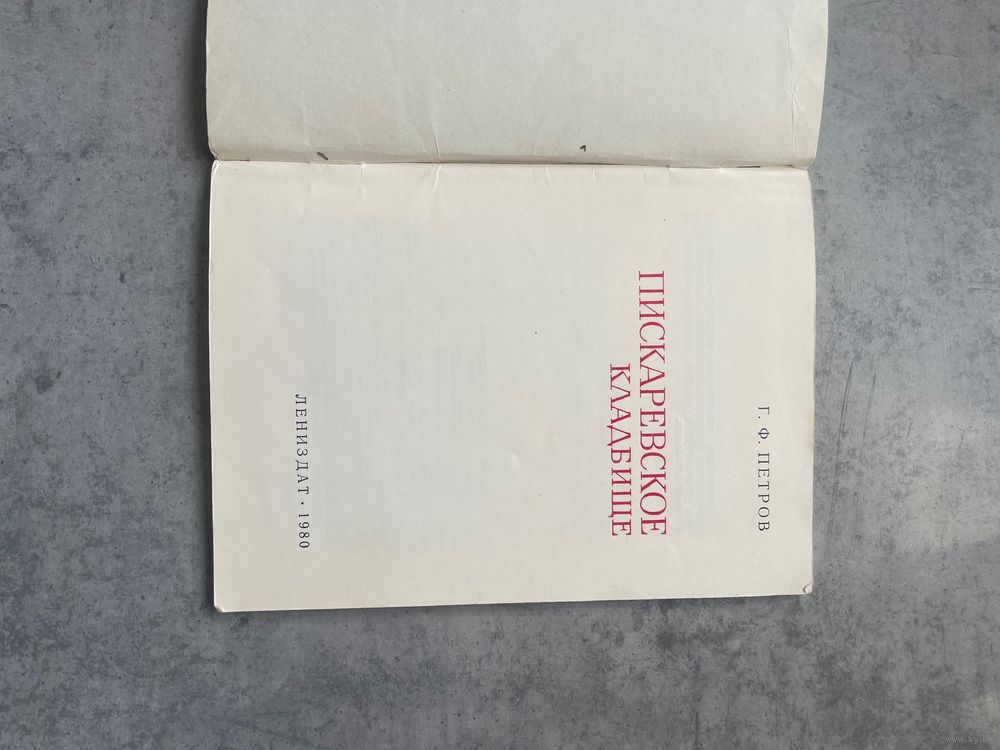 Г. Ф. ПЕТРОВ
ПИСКАРЕВСКОЕ
КЛАДБИЩЕ
ЛЕНИЗДАТ · 1980